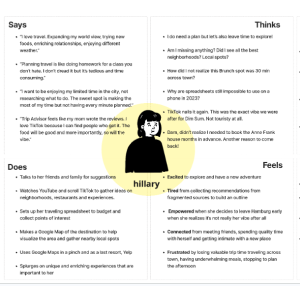 Says
• "I love travel. Expanding my world view, trying new
foods, enriching relationships, enjoying different
weather."
• "Planning travel is like doing homework for a class you
don't hate. I don't dread it but it's tedious and time
consuming."
• "I want to be enjoying my limited time in the city, not
researching what to do. The event spot is making the
most of my time but not having every minute planned."
• "Trip Advisor feels like my mom wrote the reviews. I
love TikTok because I can find people who get it. The
food will be good and more importantly, so will the
vibe."
Thinks
• I do need a plan but let's also leave time to explore!
• Am I missing anything? Did I see all the best
neighborhoods? Local spots?
• How did I not realize this Brunch spot was 30 min
across town?
• Why are spreadsheets still impossible to use on a
phone in 2023?
• TikTok nails it again. This was the exact vibe we were
after for Dim Sum. Not touristy at all.
• Darn, didn't realize I needed to book the Anne Frank
house months in advance. Another reason to come
back!
hillary
Does
• Talks to her friends and family for suggestions
• Watches YouTube and social TikTok to gather ideas on
neighborhoods, restaurants and experiences.
• Sets up her traveling spreadsheet to budget and
collect points of interest
• Makes a Google Map of the destination to help
visualize the area and gather nearby local spots
• Uses Google Maps in a pinch and as a last resort, Yelp
• Splurges on unique and enriching experiences that are
important to her
Feels
• Excited to explore and have a new adventure
• Tired from collecting recommendations from
fragmented sources to build an outline
• Empowered when she decides to leave Hamburg early
when she realizes it's not really her vibe after all
• Connected from meeting friends, spending quality time
with herself and getting intimate with a new place
• Frustrated by losing valuable trip time traveling across
town, having underwhelming meals, stopping to plan
the afternoon